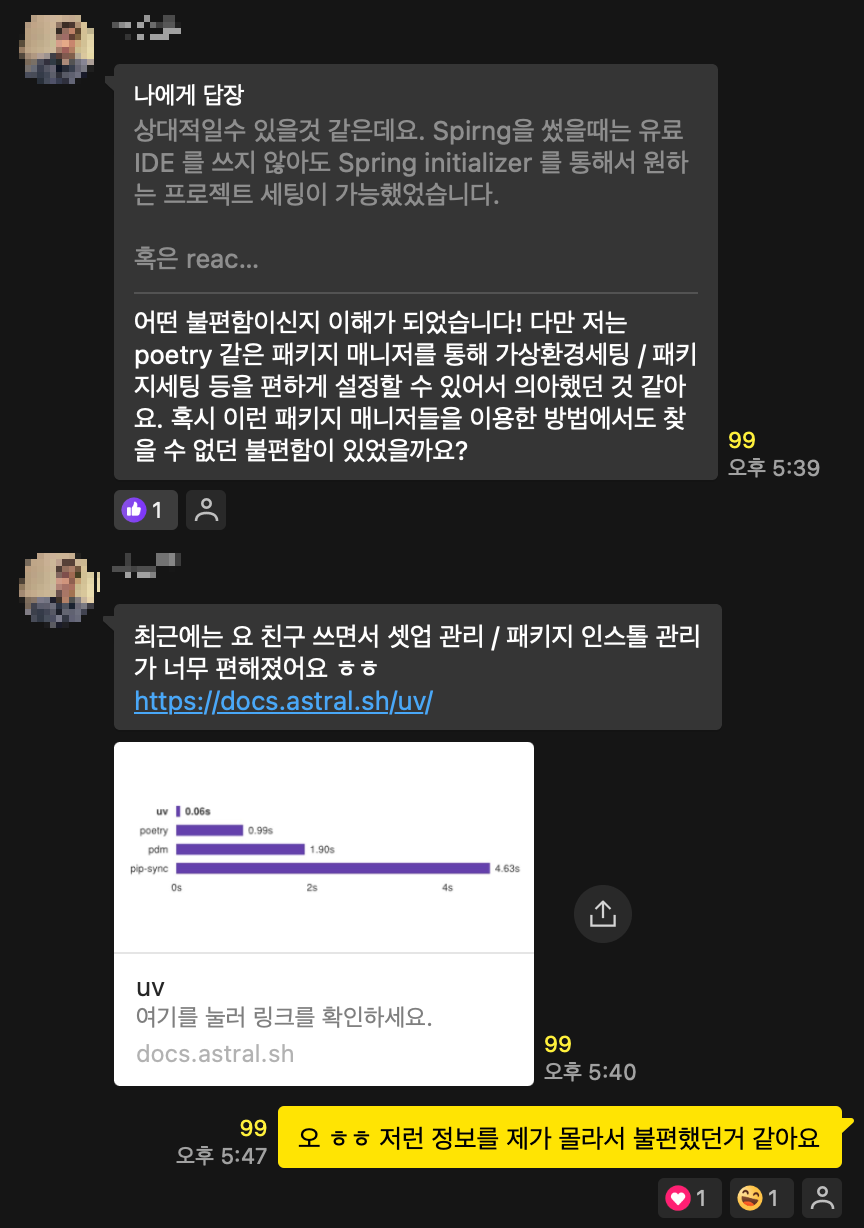 나에게 답장
상대적일수 있을것 같은데요. Spirng을 썼을때는 유료
IDE 를 쓰지 않아도 Spring initializer 를 통해서 원하
는 프로젝트 세팅이 가능했었습니다.
혹은 reac...
어떤 불편함이신지 이해가 되었습니다! 다만 저는
poetry 같은 패키지 매니저를 통해 가상환경세팅 / 패키
지세팅 등을 편하게 설정할 수 있어서 의아했던 것 같아
요. 혹시 이런 패키지 매니저들을 이용한 방법에서도 찾
을 수 없던 불편함이 있었을까요?
99
오후 5:39
1
최근에는 요 친구 쓰면서 셋업 관리 / 패키지 인스톨 관리
가 너무 편해졌어요 ㅎㅎ
https://docs.astral.sh/uv/
uv 0.06s
poetry 0.99s
pdm 1.90s
pip-sync 4.63s
0s 2s 4s
uv
여기를 눌러 링크를 확인하세요.
docs.astral.sh
99
오후 5:40
99
오후 5:47
오 ㅎㅎ 저런 정보를 제가 몰라서 불편했던거 같아요
1 1